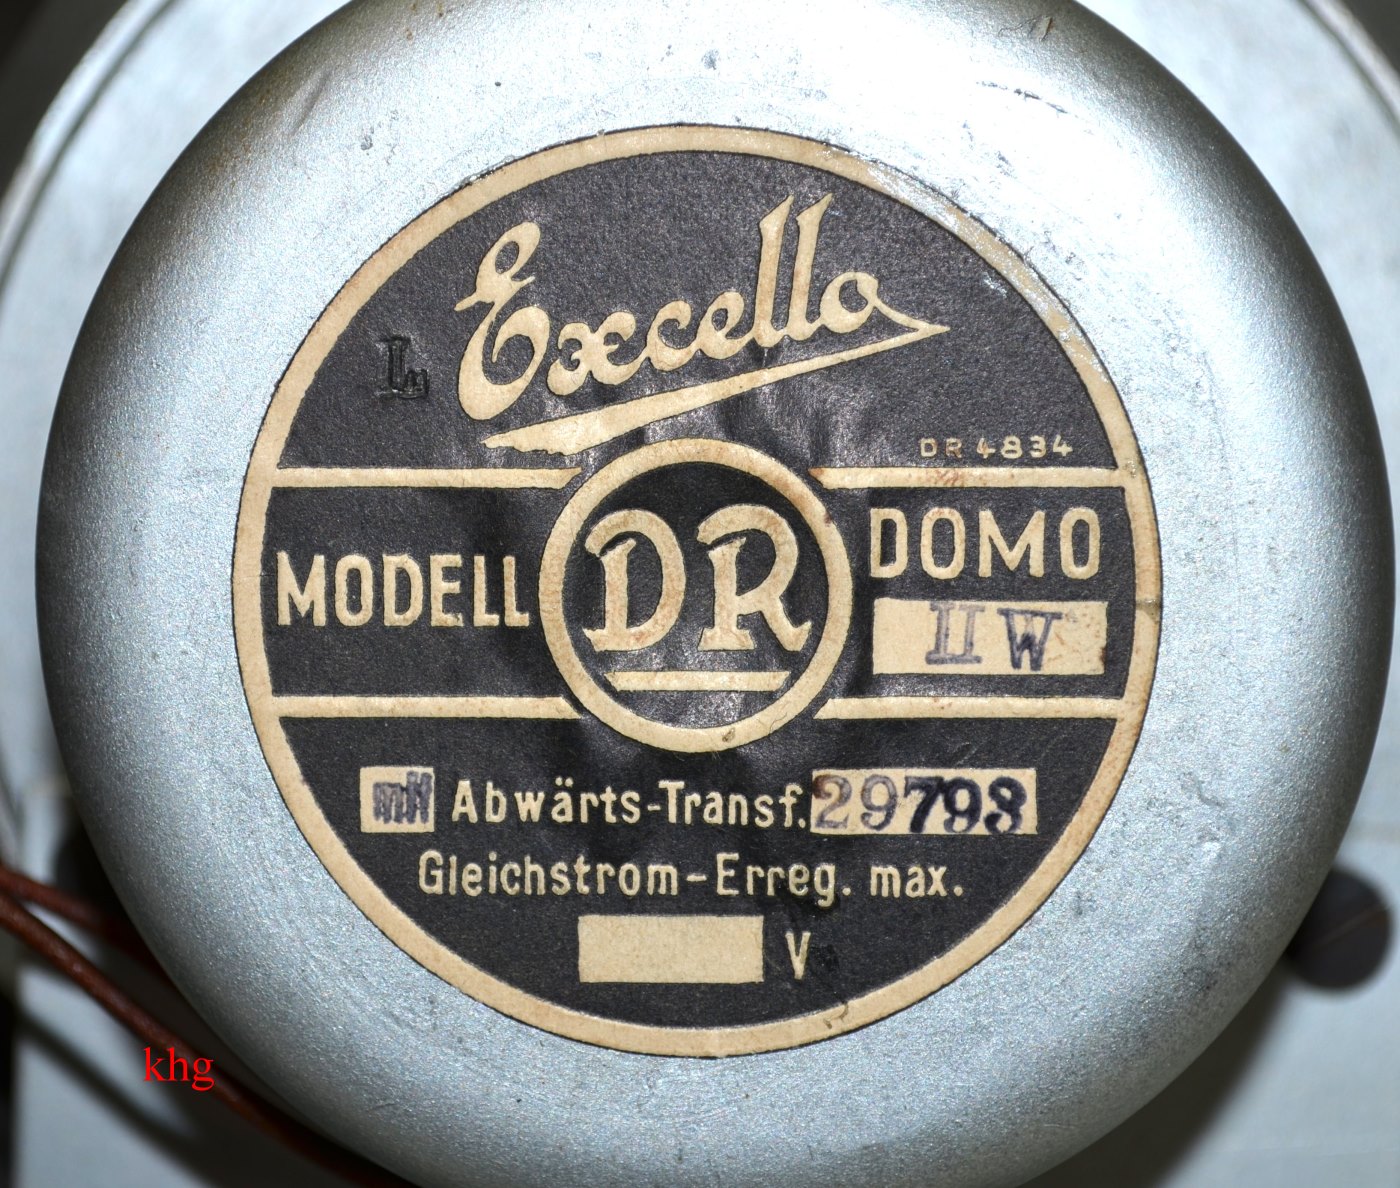 Excello
L
DR 4834
MODELL DR DOMO
II W
mit Abwärts-Transf. 29793
Gleichstrom-Erreg. max.
V
khg